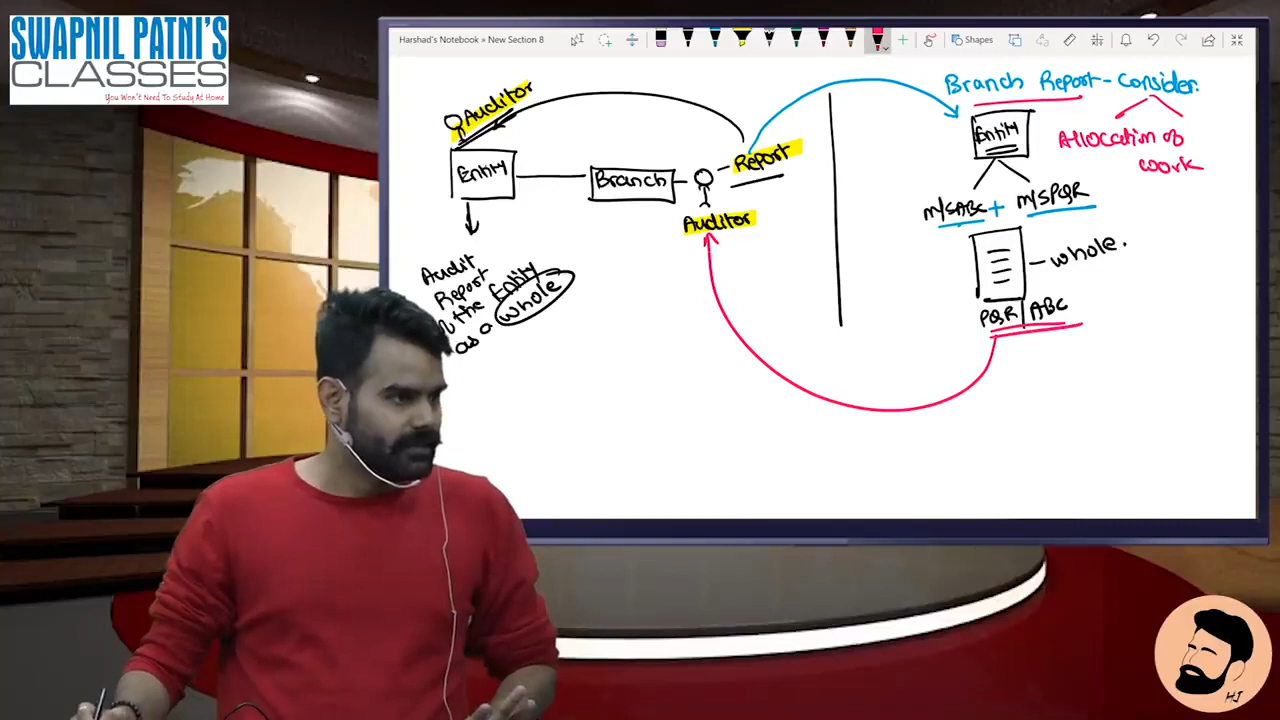 SWAPNIL PATNI'S
CLASSES
You Won't Need To Study At Home
Harshad's Notebook » New Section 8
Shapes
Auditor
Entity
Branch
Report
Auditor
Audit
Report
the Entity
as a whole
Branch Report - Consider.
Entity
Allocation of
work
M/S ABC + M/S PQR
whole.
PQR | ABC
HJ